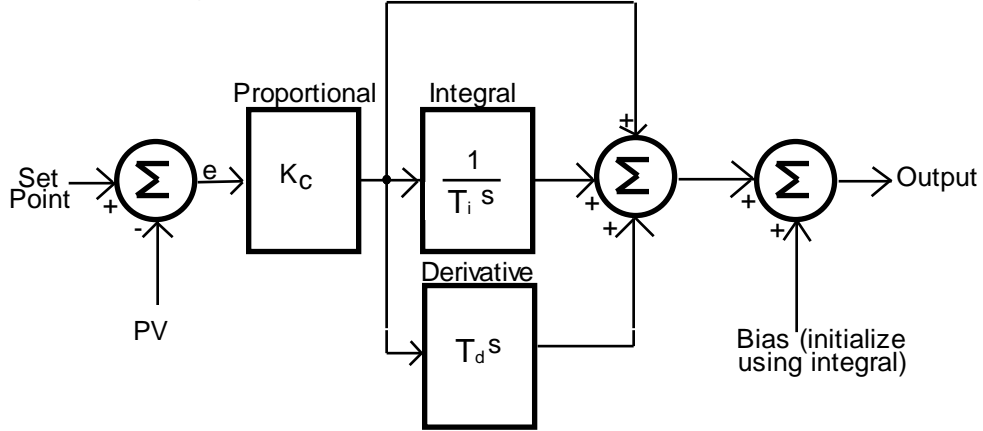 Proportional
Integral
+
Set
Point
+
-
Σ
e
K_C
1
T_i s
+
+
Σ
+
Σ
+
Output
PV
Derivative
T_d s
Bias (initialize
using integral)